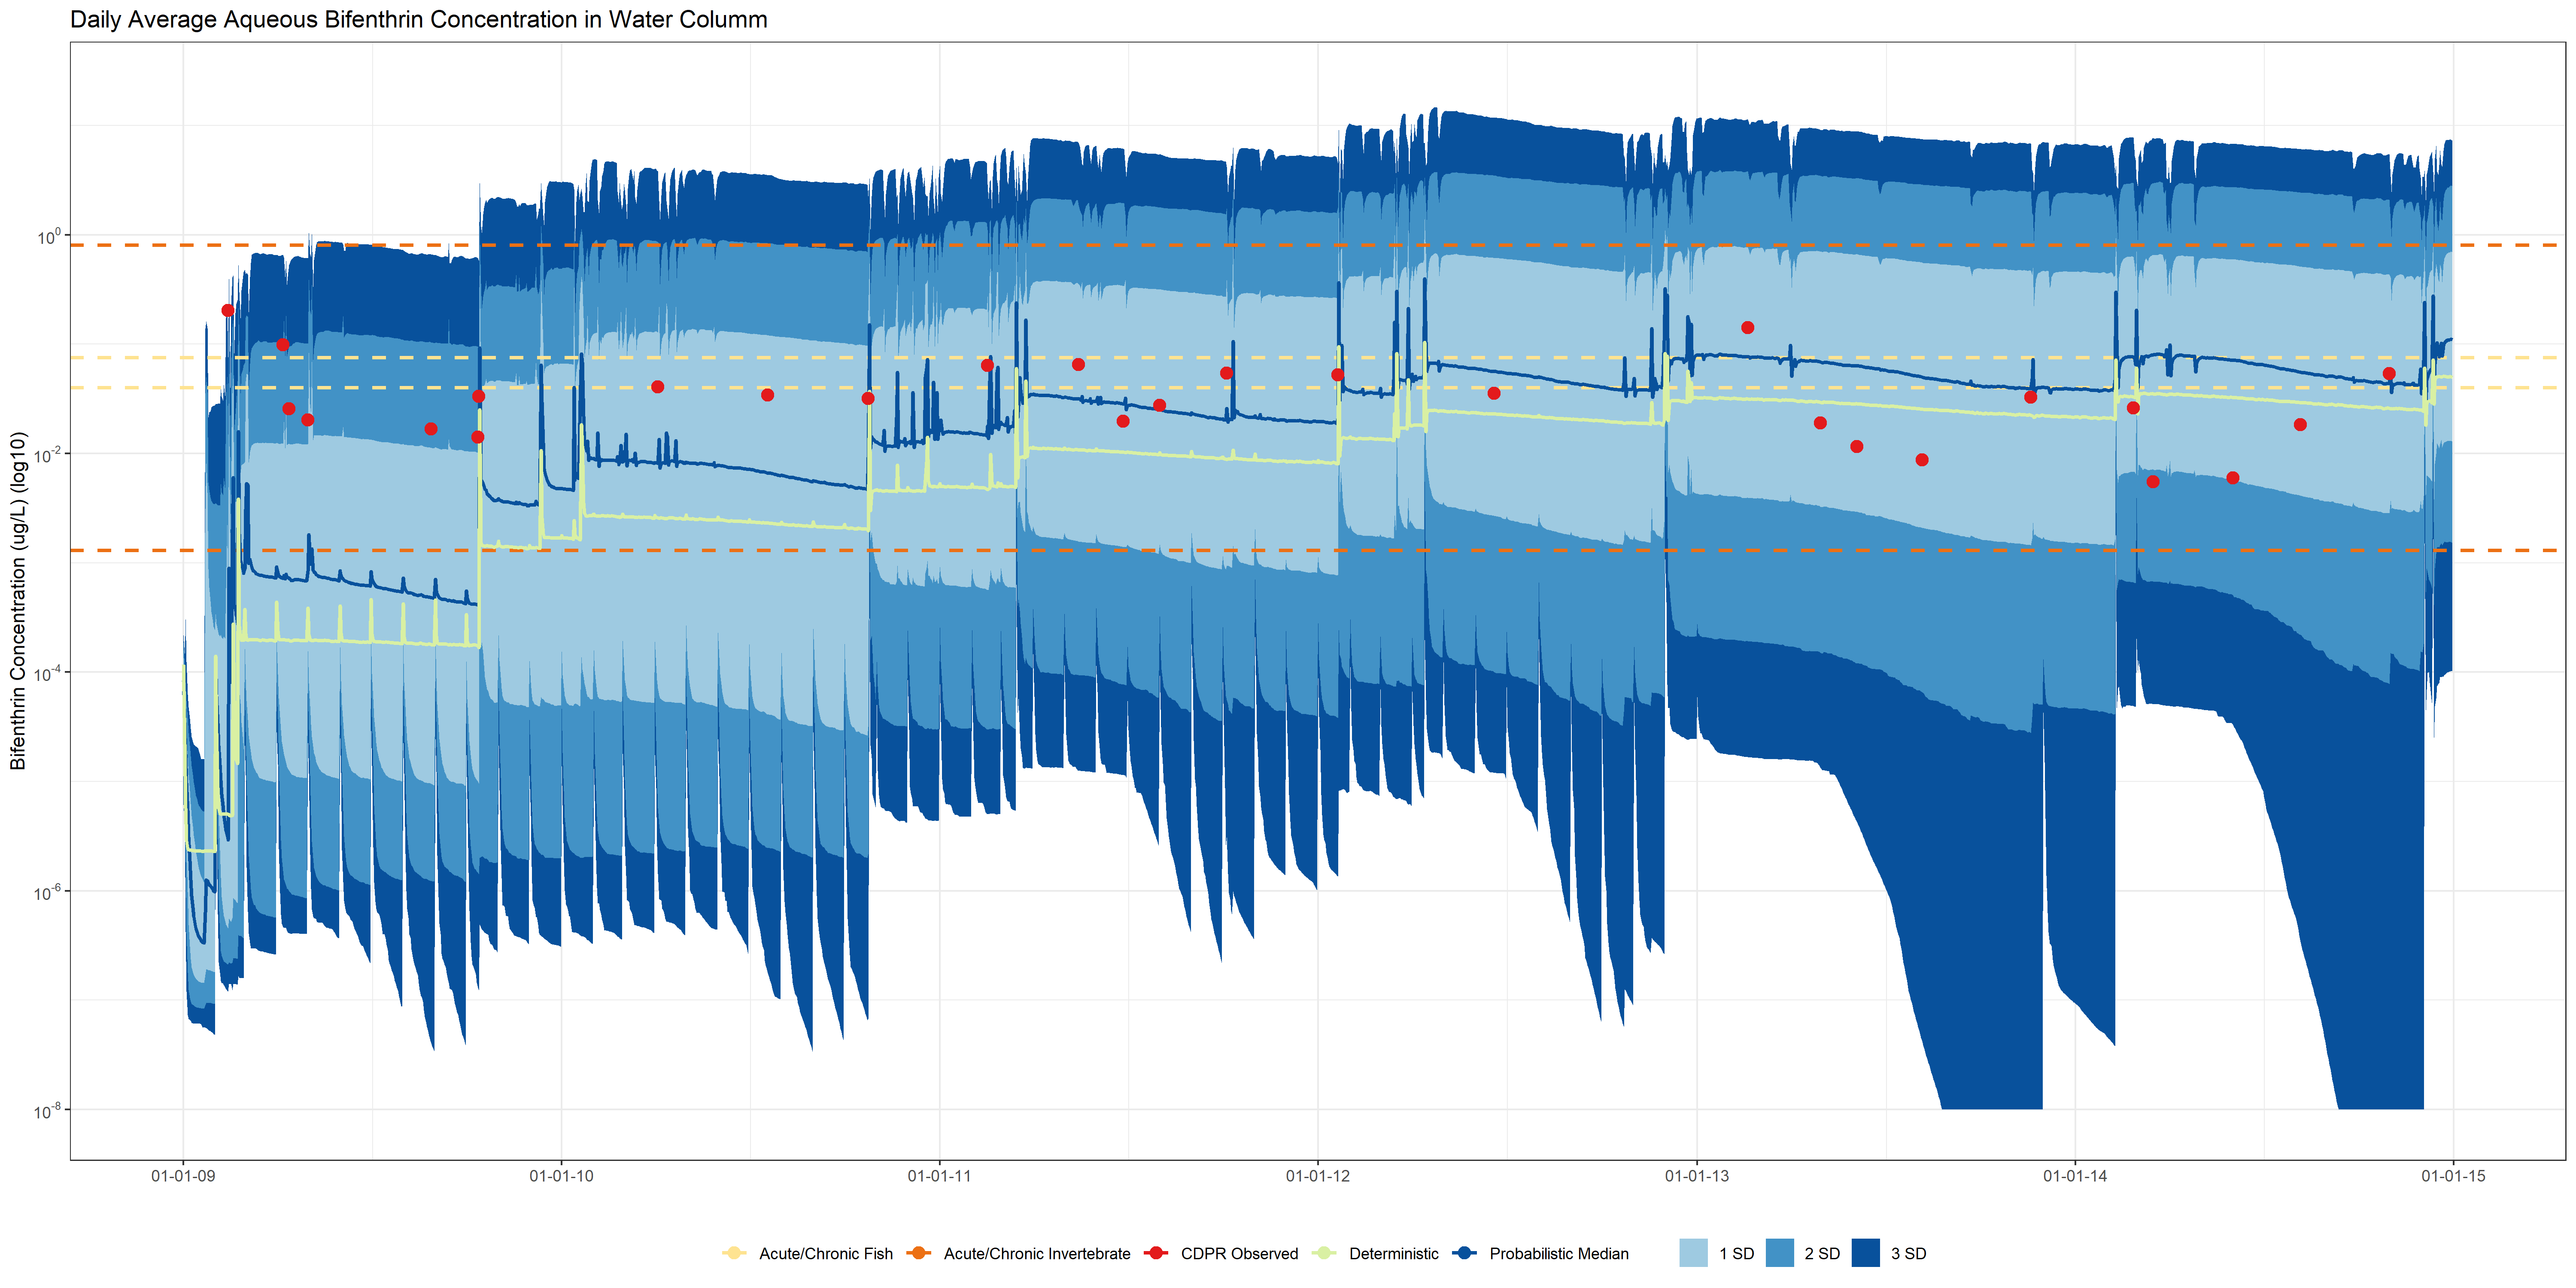 Daily Average Aqueous Bifenthrin Concentration in Water Columm
Bifenthrin Concentration (ug/L) (log10)
10^0
10^-2
10^-4
10^-6
10^-8
01-01-09 01-01-10 01-01-11 01-01-12 01-01-13 01-01-14 01-01-15
Acute/Chronic Fish Acute/Chronic Invertebrate CDPR Observed Deterministic Probabilistic Median 1 SD 2 SD 3 SD